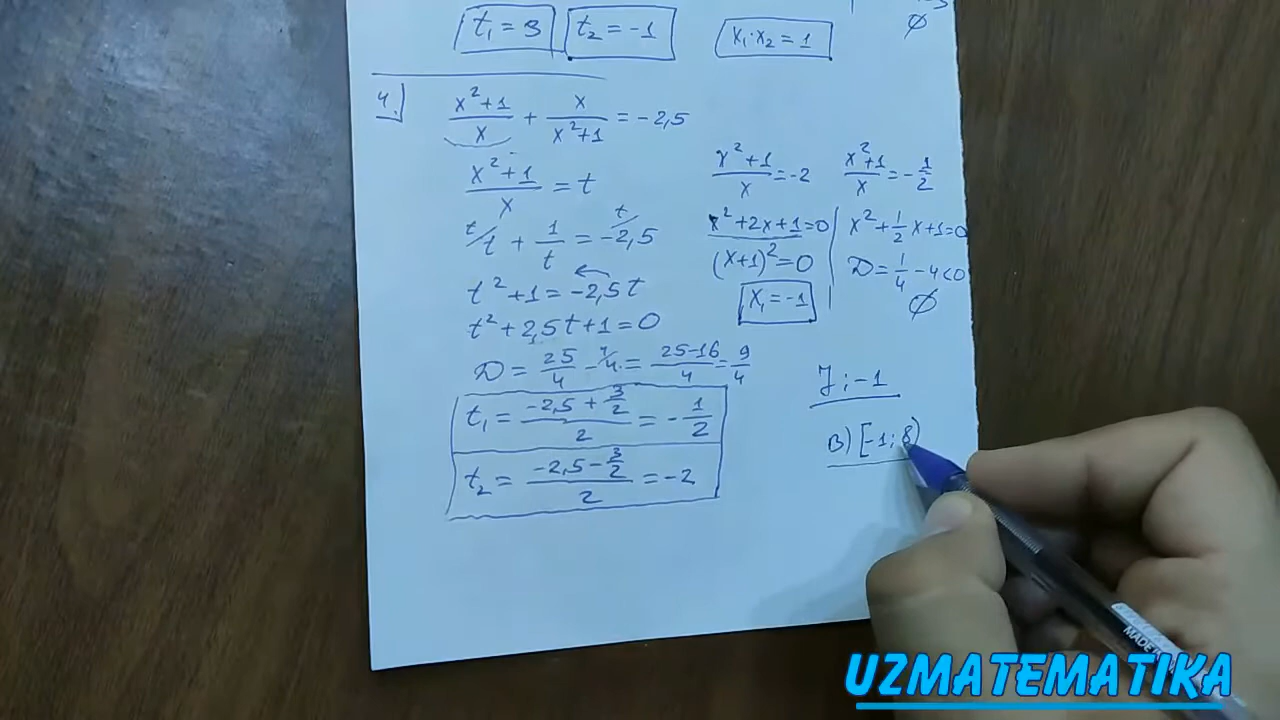 t₁ = 3 t₂ = -1 x₁·x₂ = 1 ∅
4.)
x²+1/x + x/x²+1 = -2,5
x²+1/x = t
t/ t + 1/t = t/ -2,5
t²+1 = -2,5t
t²+2,5t+1=0
D = 25/4 - 4/4· = 25-16/4 = 9/4
t₁ = -2,5 + 3/2 / 2 = -1/2
t₂ = -2,5 - 3/2 / 2 = -2
x²+1/x = -2
x²+2x+1=0
(x+1)²=0
x₁ = -1
x²+1/x = -1/2
x²+1/2x+1=0
D = 1/4 - 4<0
∅
J; -1
B) [-1; 8)
MADE
UZMATEMATIKA